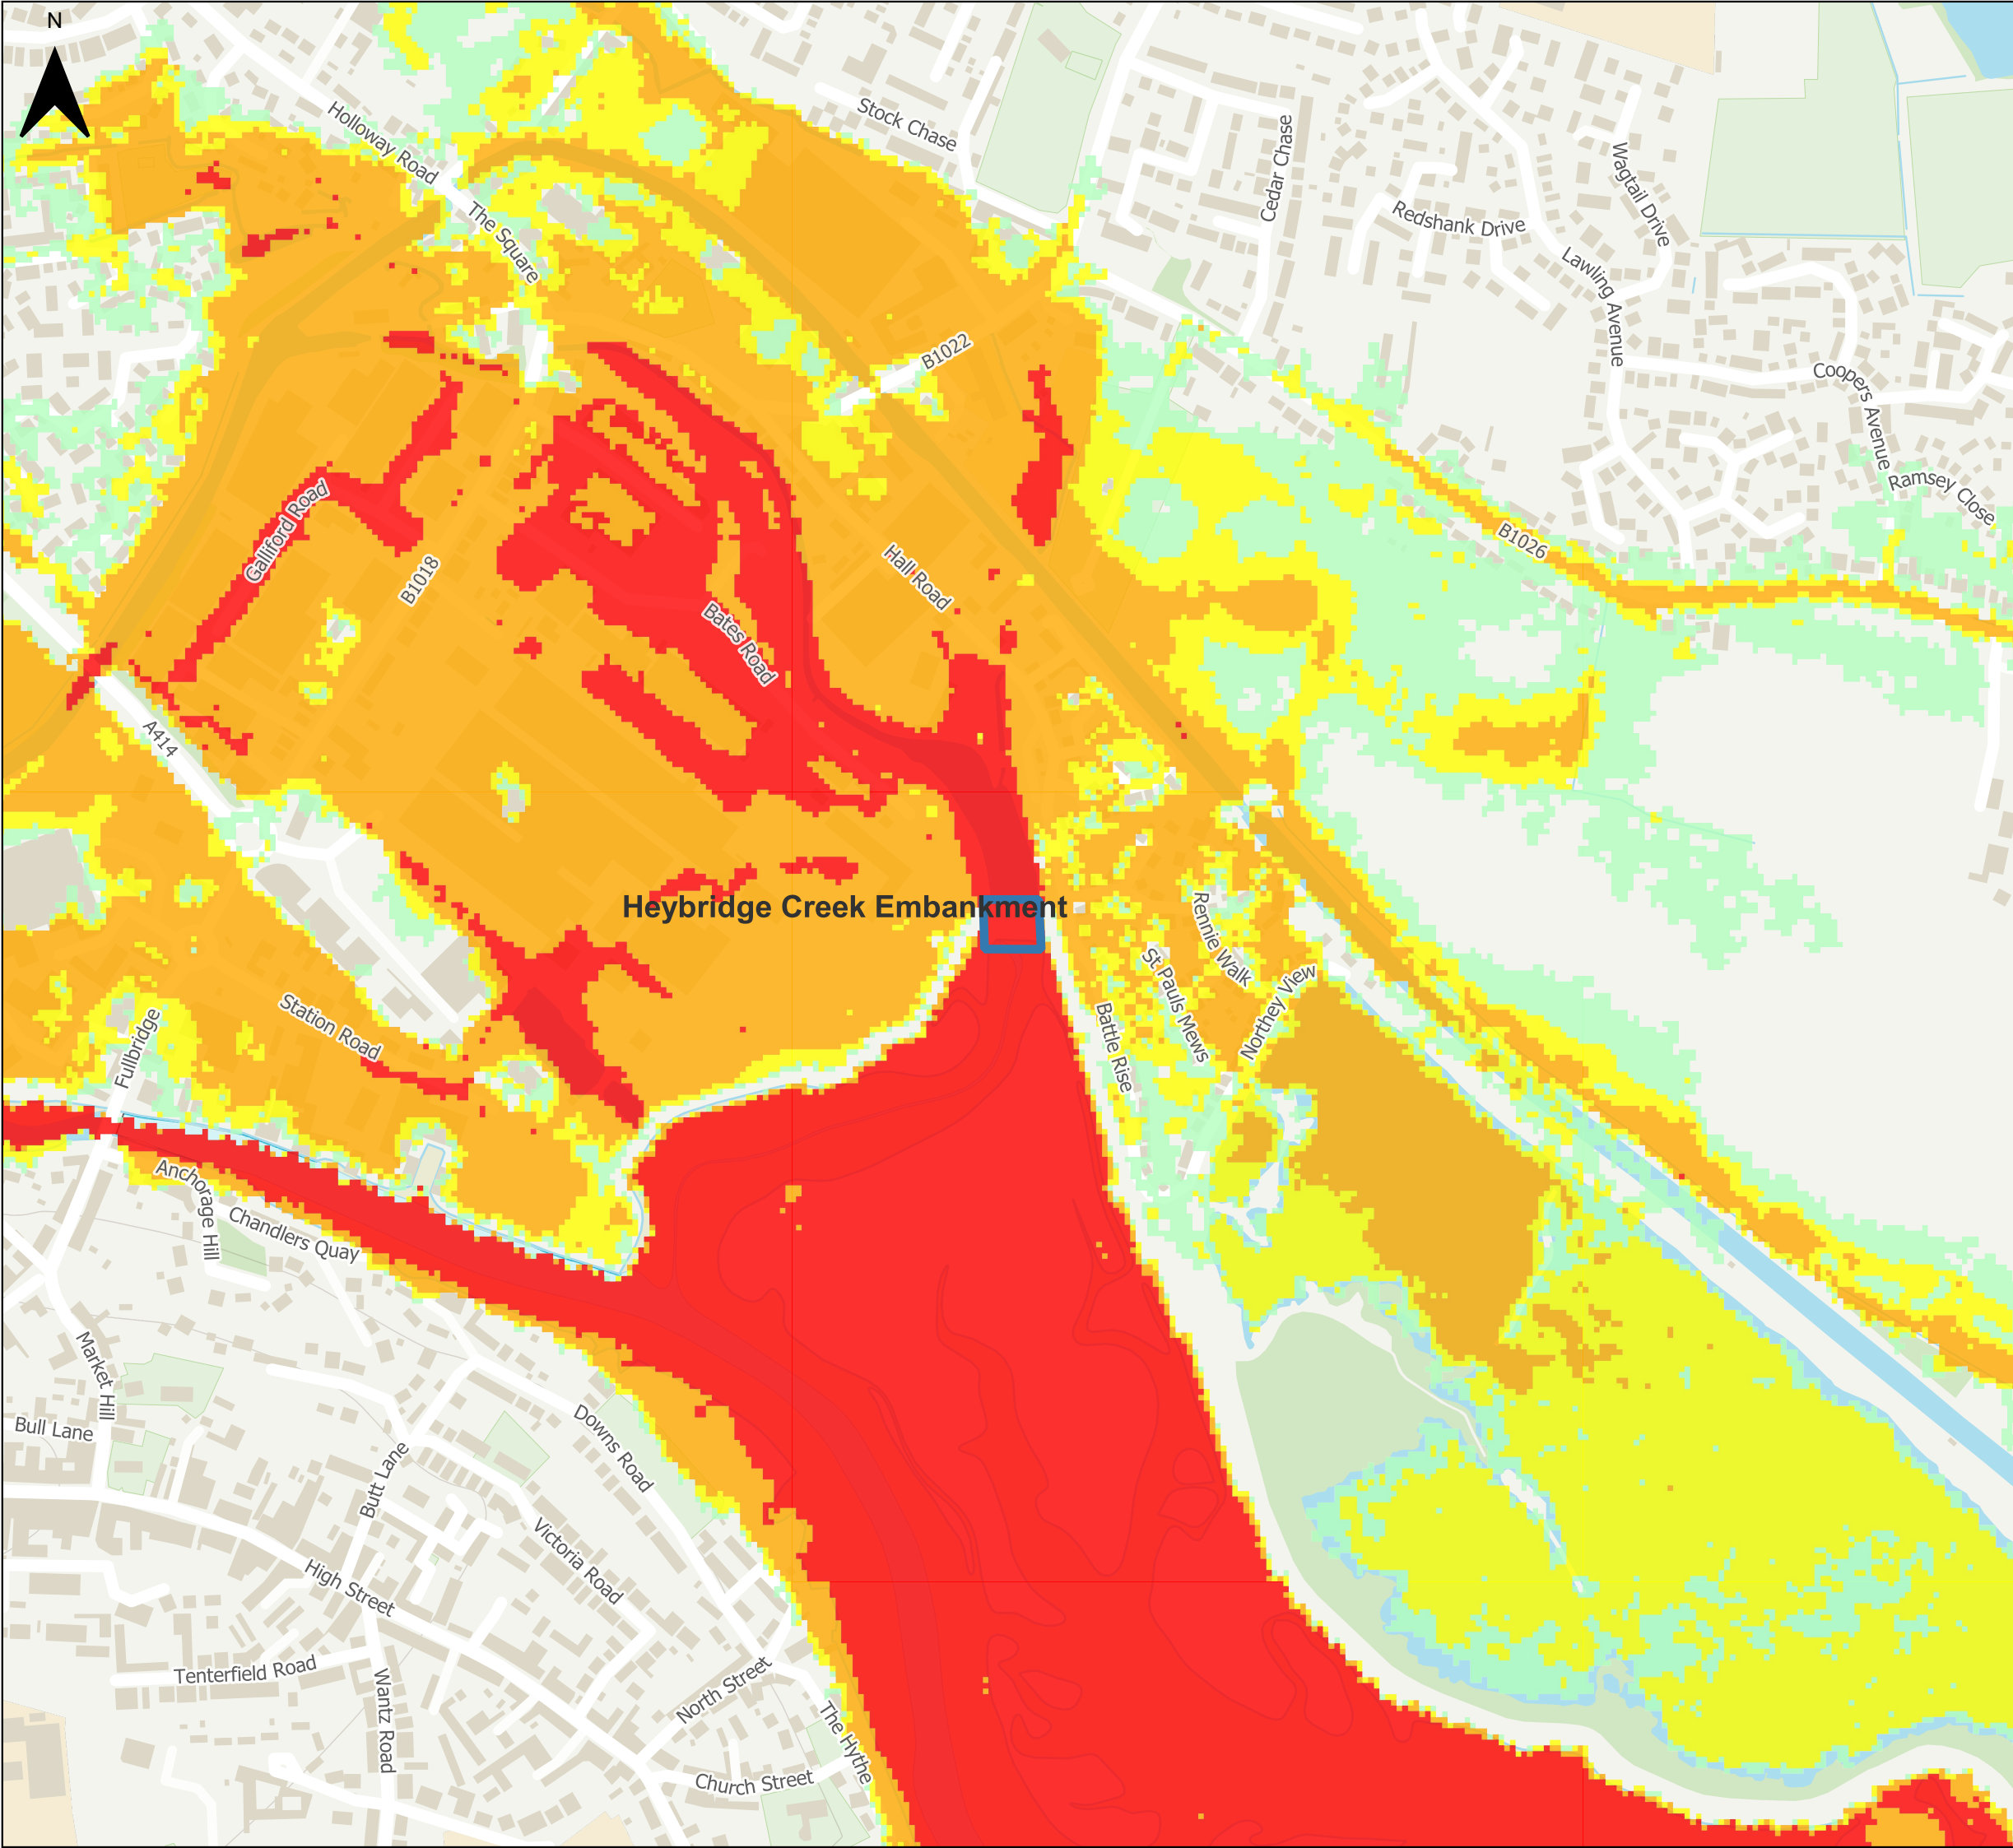 N
Stock Chase
Holloway Road
Cedar Chase
Wagtail Drive
The Square
Redshank Drive
Lawling Avenue
B1022
Coopers Avenue
Ramsey Close
Galliford Road
B1018
B1026
Hall Road
Bates Road
A414
Heybridge Creek Embankment
Rennie Walk
St Pauls Mews
Northey View
Battle Rise
Station Road
Fullbridge
Anchorage Hill
Chandlers Quay
Market Hill
Bull Lane
Butt Lane
Downs Road
Victoria Road
High Street
Tenterfield Road
Wantz Road
North Street
The Hythe
Church Street